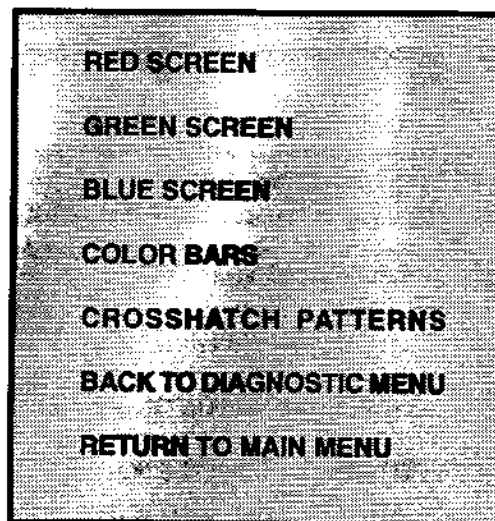 RED SCREEN
GREEN SCREEN
BLUE SCREEN
COLOR BARS
CROSSHATCH PATTERNS
BACK TO DIAGNOSTIC MENU
RETURN TO MAIN MENU